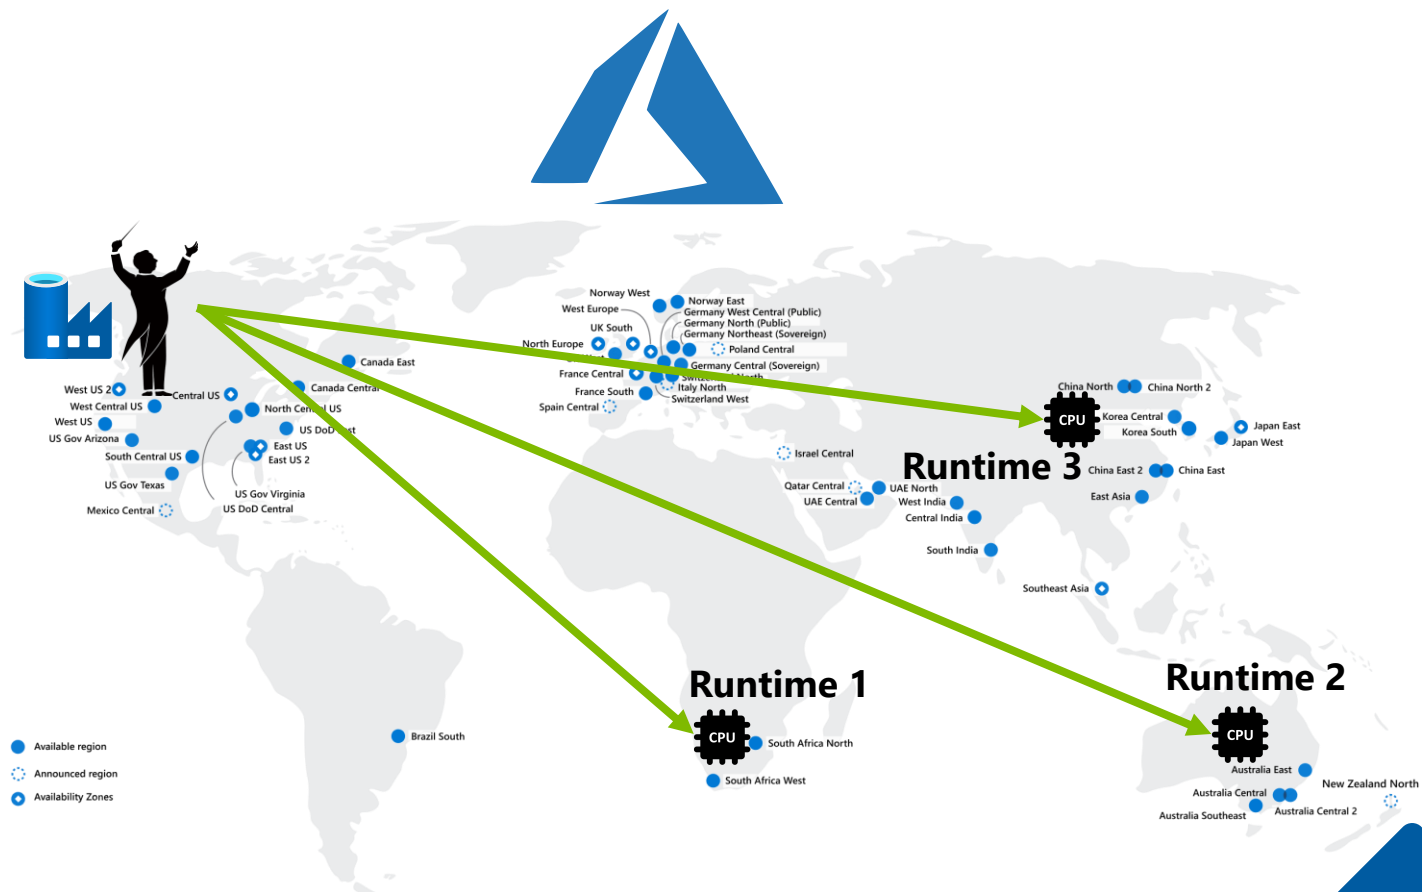 Norway West
Norway East
West Europe
Germany West Central (Public)
Germany North (Public)
UK South
Germany Northeast (Sovereign)
North Europe
Poland Central
Canada East
Germany Central (Sovereign)
France Central
Switzerland North
Italy North
France South
Switzerland West
Spain Central
West US 2
Central US
Canada Central
West Central US
North Central US
West US
US DoD East
US Gov Arizona
East US
South Central US
East US 2
US Gov Texas
US Gov Virginia
Mexico Central
US DoD Central
China North
China North 2
CPU
Korea Central
Korea South
Japan East
Japan West
Israel Central
Runtime 3
China East 2
China East
Qatar Central
UAE North
UAE Central
West India
East Asia
Central India
South India
Southeast Asia
Runtime 1
Runtime 2
CPU
CPU
Brazil South
South Africa North
South Africa West
Australia East
Australia Central
New Zealand North
Australia Southeast
Australia Central 2
Available region
Announced region
Availability Zones